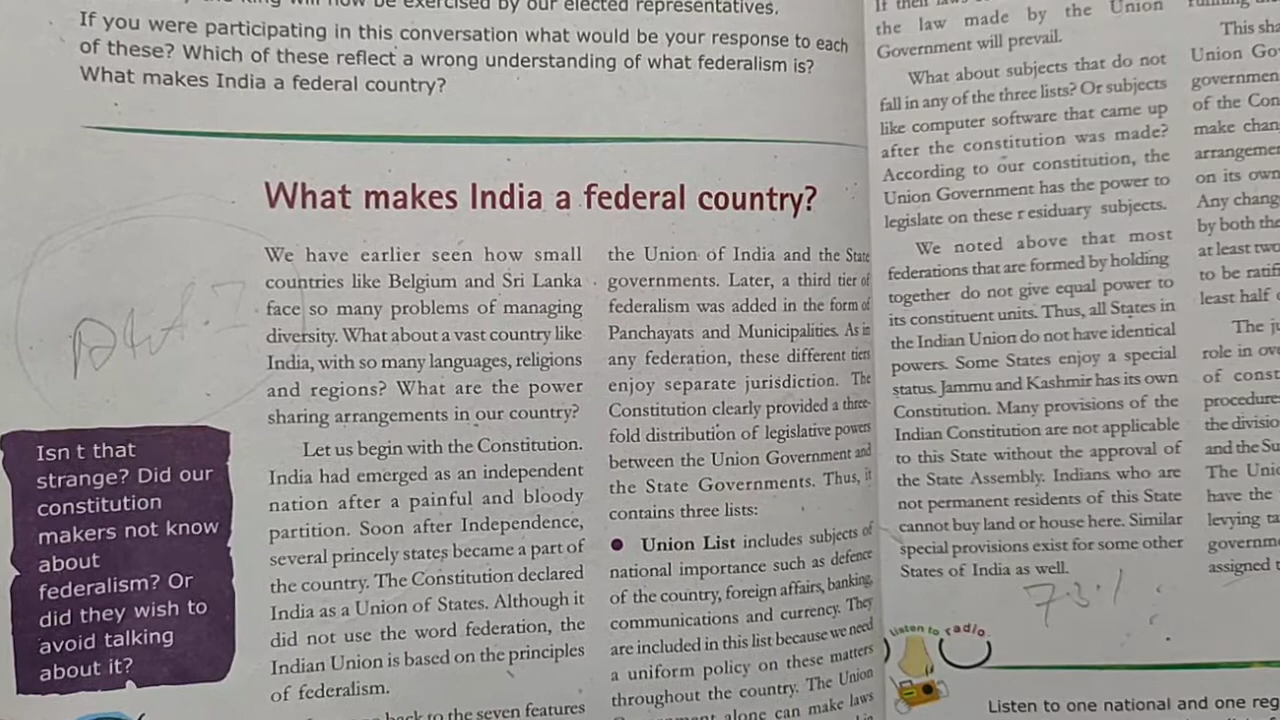 be exercised by our elected representatives.
If you were participating in this conversation what would be your response to each
of these? Which of these reflect a wrong understanding of what federalism is?
What makes India a federal country?
What makes India a federal country?
Isn t that
strange? Did our
constitution
makers not know
about
federalism? Or
did they wish to
avoid talking
about it?
We have earlier seen how small
countries like Belgium and Sri Lanka
face so many problems of managing
diversity. What about a vast country like
India, with so many languages, religions
and regions? What are the power
sharing arrangements in our country?
Let us begin with the Constitution.
India had emerged as an independent
nation after a painful and bloody
partition. Soon after Independence,
several princely states became a part of
the country. The Constitution declared
India as a Union of States. Although it
did not use the word federation, the
Indian Union is based on the principles
of federalism.
back to the seven features
the Union of India and the State
governments. Later, a third tier of
federalism was added in the form of
Panchayats and Municipalities. As in
any federation, these different tiers
enjoy separate jurisdiction. The
Constitution clearly provided a three-
fold distribution of legislative powers
between the Union Government and
the State Governments. Thus, it
contains three lists:
● Union List includes subjects of
national importance such as defence
of the country, foreign affairs, banking,
communications and currency. They
are included in this list because we need
a uniform policy on these matters
throughout the country. The Union
alone can make laws
the law made by the Union
Government will prevail.
What about subjects that do not
fall in any of the three lists? Or subjects
like computer software that came up
after the constitution was made?
According to our constitution, the
Union Government has the power to
legislate on these r esiduary subjects.
We noted above that most
federations that are formed by holding
together do not give equal power to
its constituent units. Thus, all States in
the Indian Union do not have identical
powers. Some States enjoy a special
status. Jammu and Kashmir has its own
Constitution. Many provisions of the
Indian Constitution are not applicable
to this State without the approval of
the State Assembly. Indians who are
not permanent residents of this State
cannot buy land or house here. Similar
special provisions exist for some other
States of India as well.
listen to radio.
This
Union
of the
make
on its own
Any
by both the
at least
to be
least half
The
role in
of
the
and the
The
have the
levying
assigned
Listen to one national and one